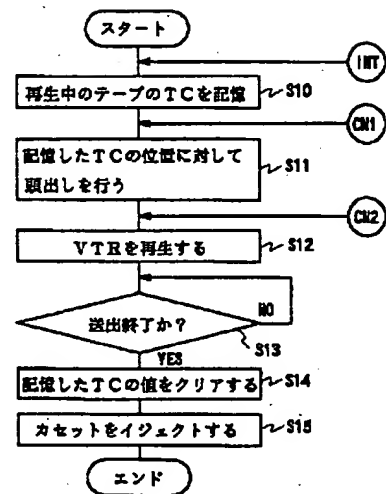 スタート
INT
再生中のテープのTCを記憶
S10
CN1
記憶したTCの位置に対して
頭出しを行う
S11
CN2
VTRを再生する
S12
NO
送出終了か?
S13
YES
記憶したTCの値をクリアする
S14
カセットをイジェクトする
S15
エンド